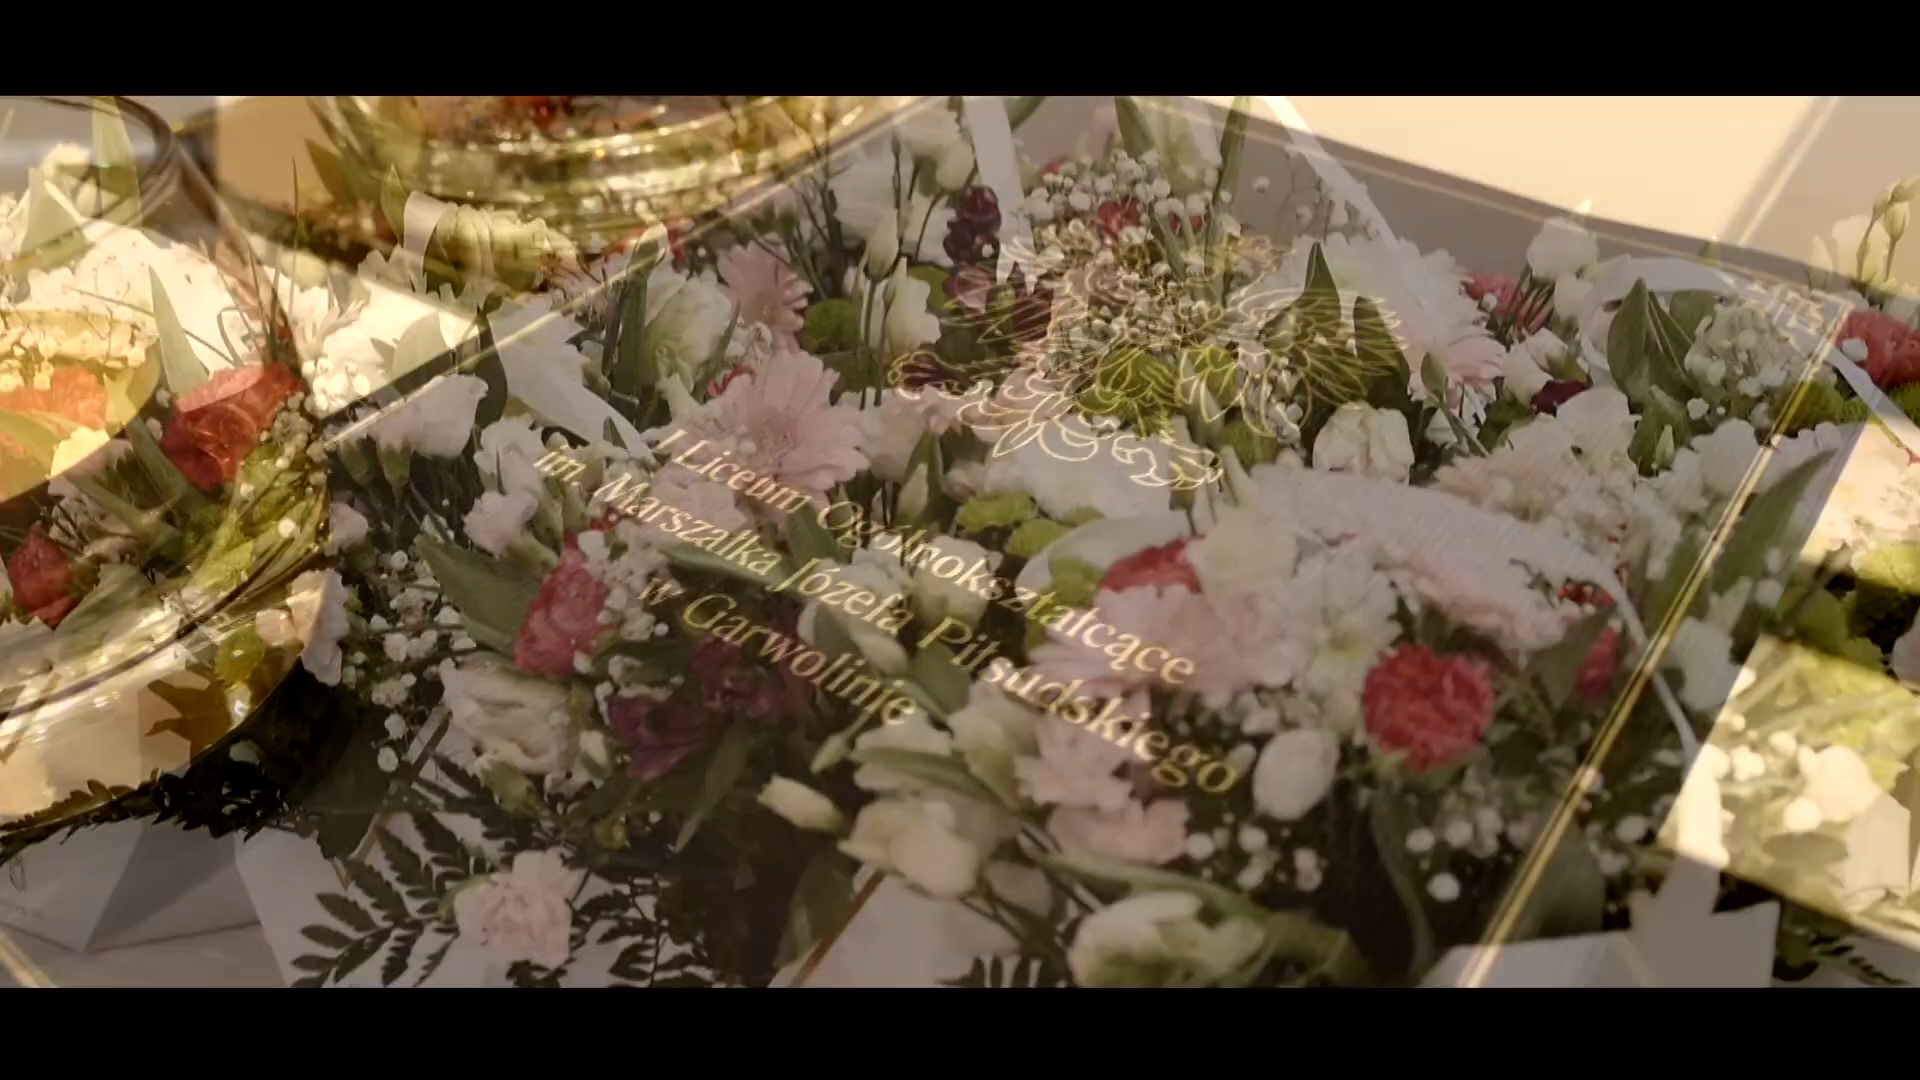 I Liceum Ogólnokształcące
im. Marszałka Józefa Piłsudskiego
w Garwolinie